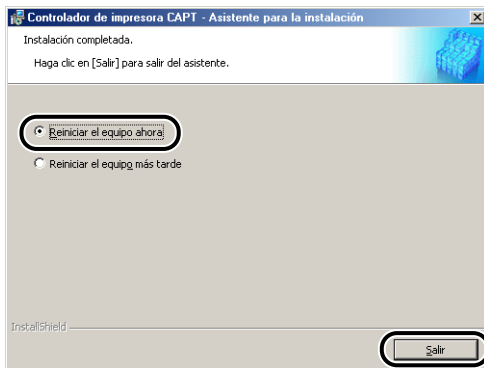 Controlador de impresora CAPT - Asistente para la instalación
Instalación completada.
Haga clic en [Salir] para salir del asistente.
Reiniciar el equipo ahora
Reiniciar el equipo más tarde
InstallShield
Salir